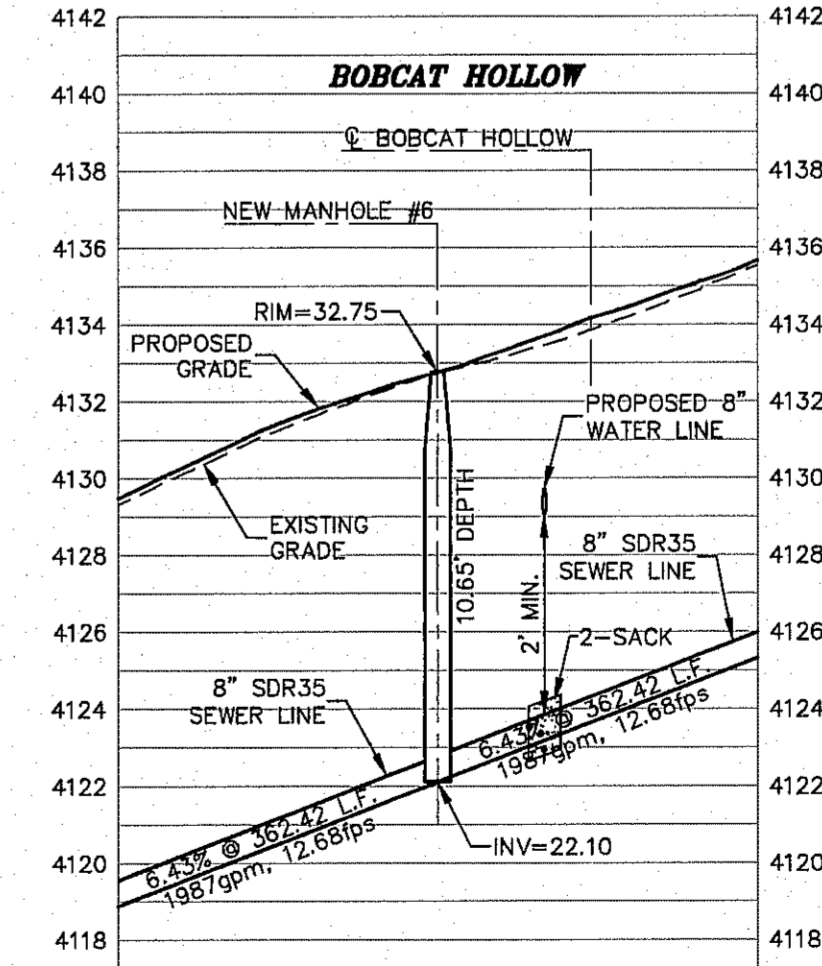 4142 4142
BOBCAT HOLLOW
4140 4140
℄ BOBCAT HOLLOW
4138 4138
NEW MANHOLE #6
4136 4136
RIM=32.75
4134 4134
PROPOSED
GRADE
4132 4132
PROPOSED 8"
WATER LINE
4130 4130
10.65' DEPTH
EXISTING
GRADE
4128 4128
8" SDR35
SEWER LINE
2' MIN.
4126 4126
2-SACK
8" SDR35
SEWER LINE
4124 4124
6.43% @ 362.42 L.F.
1987gpm, 12.68fps
4122 4122
INV=22.10
6.43% @ 362.42 L.F.
1987gpm, 12.68fps
4120 4120
4118 4118